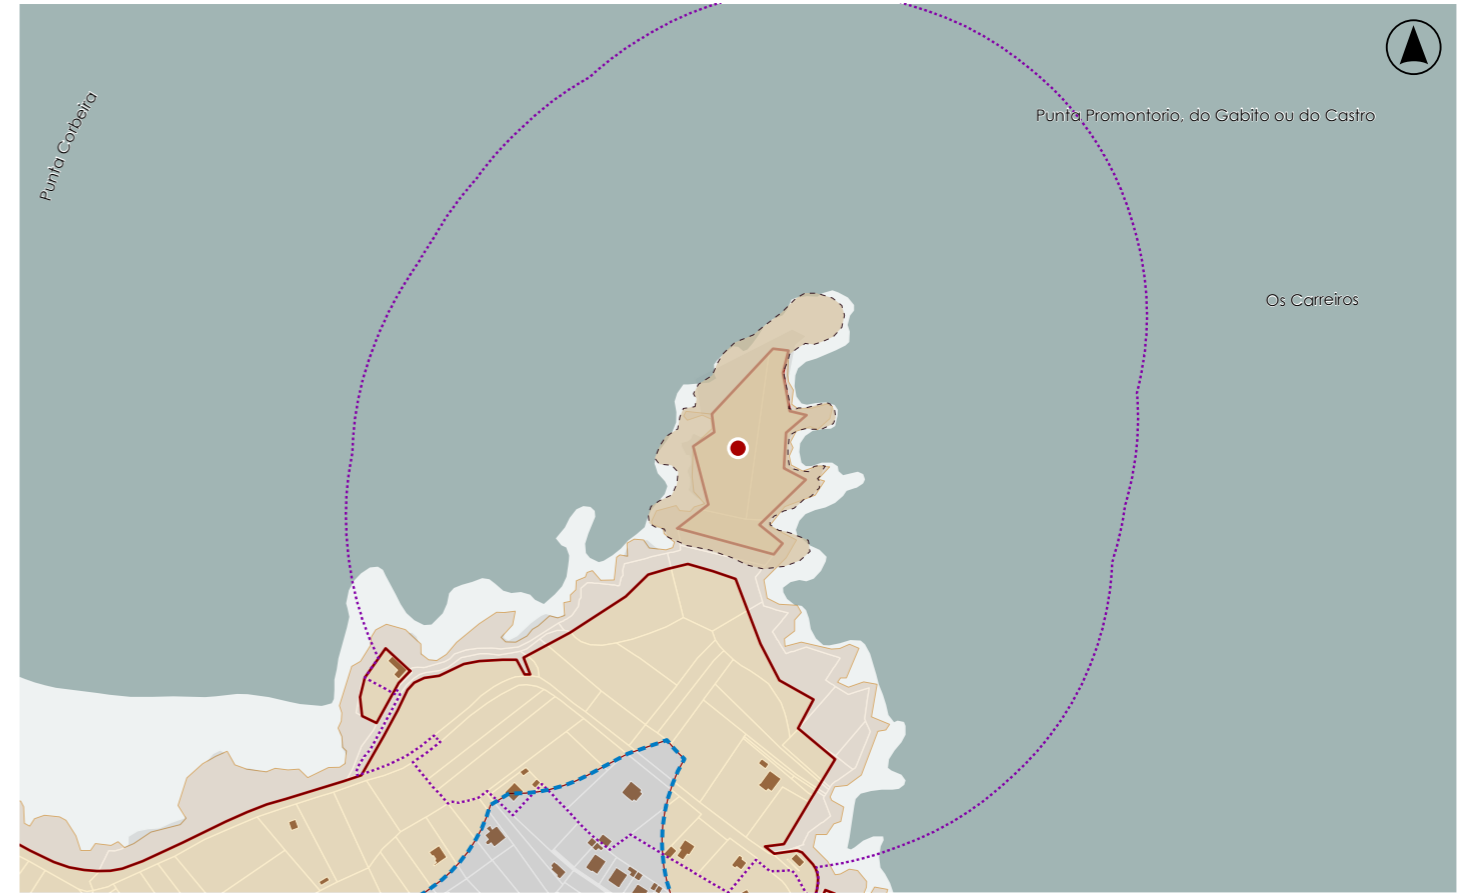 Punta Corbeira
Punta Promontorio, do Gabito ou do Castro
Os Carreiros